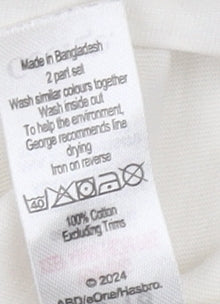 Made in Bangladesh
2 part set
Wash similar colours together
Wash inside out
To help the environment,
George recommends line
drying
Iron on reverse
40
100% Cotton
Excluding Trims
© 2024
ABD/eOne/Hasbro.